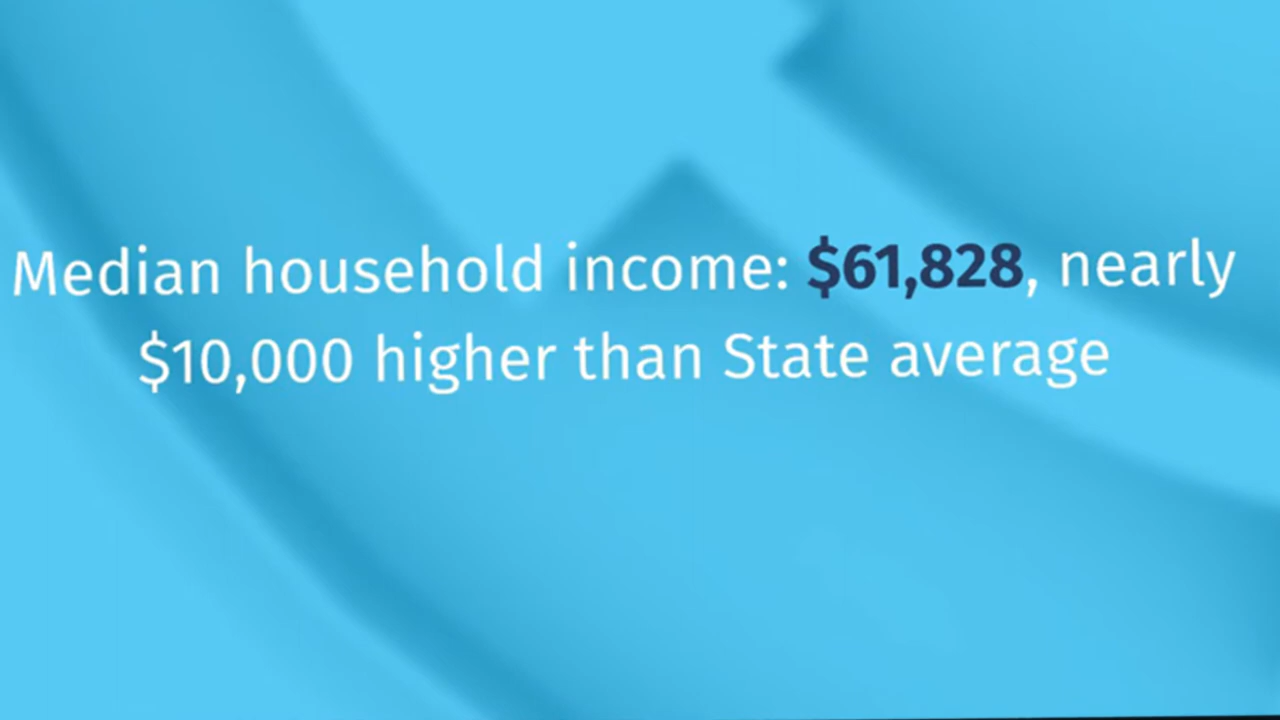 Median household income: $61,828, nearly
$10,000 higher than State average